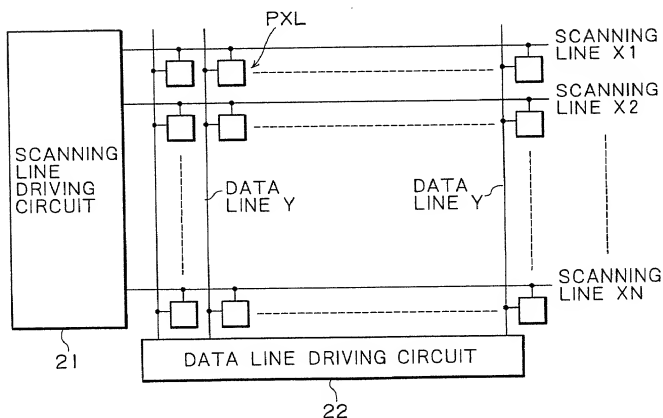 PXL
SCANNING
LINE X1
SCANNING
LINE X2
SCANNING
LINE
DRIVING
CIRCUIT
DATA
LINE Y
DATA
LINE Y
SCANNING
LINE XN
21
DATA LINE DRIVING CIRCUIT
22